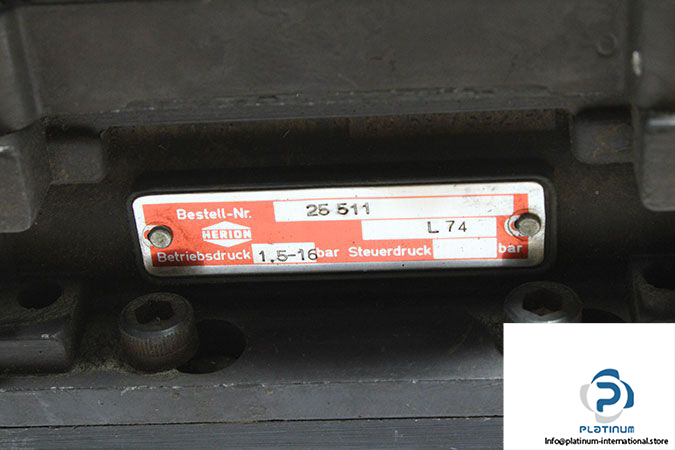 Bestell-Nr. 25 511
HERION L 74
Betriebsdruck 1,5-16 bar Steuerdruck bar
PLATINUM
Info@platinum-international.store